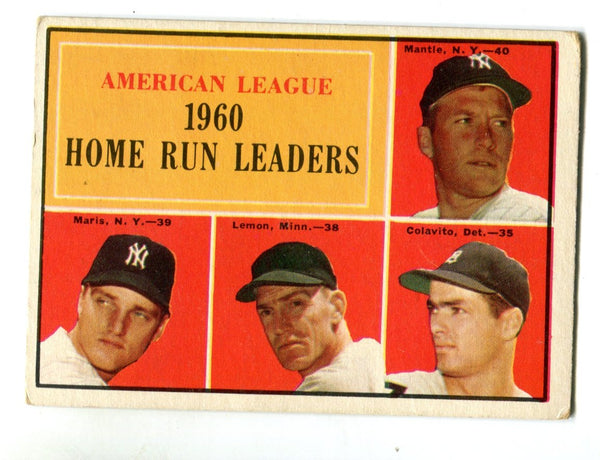 AMERICAN LEAGUE
1960
HOME RUN LEADERS
Mantle, N. Y.—40
Maris, N. Y.—39
Lemon, Minn.—38
Colavito, Det.—35